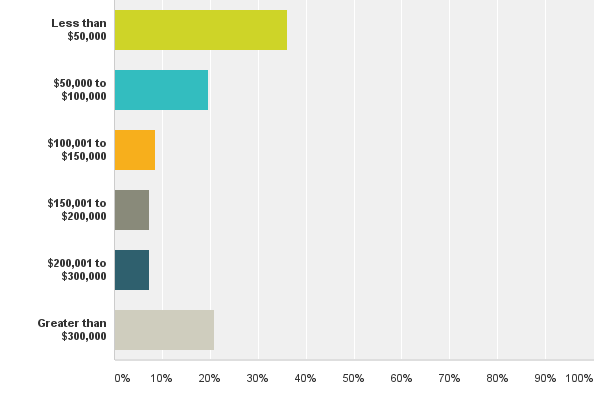 Less than
$50,000
$50,000 to
$100,000
$100,001 to
$150,000
$150,001 to
$200,000
$200,001 to
$300,000
Greater than
$300,000
0% 10% 20% 30% 40% 50% 60% 70% 80% 90% 100%